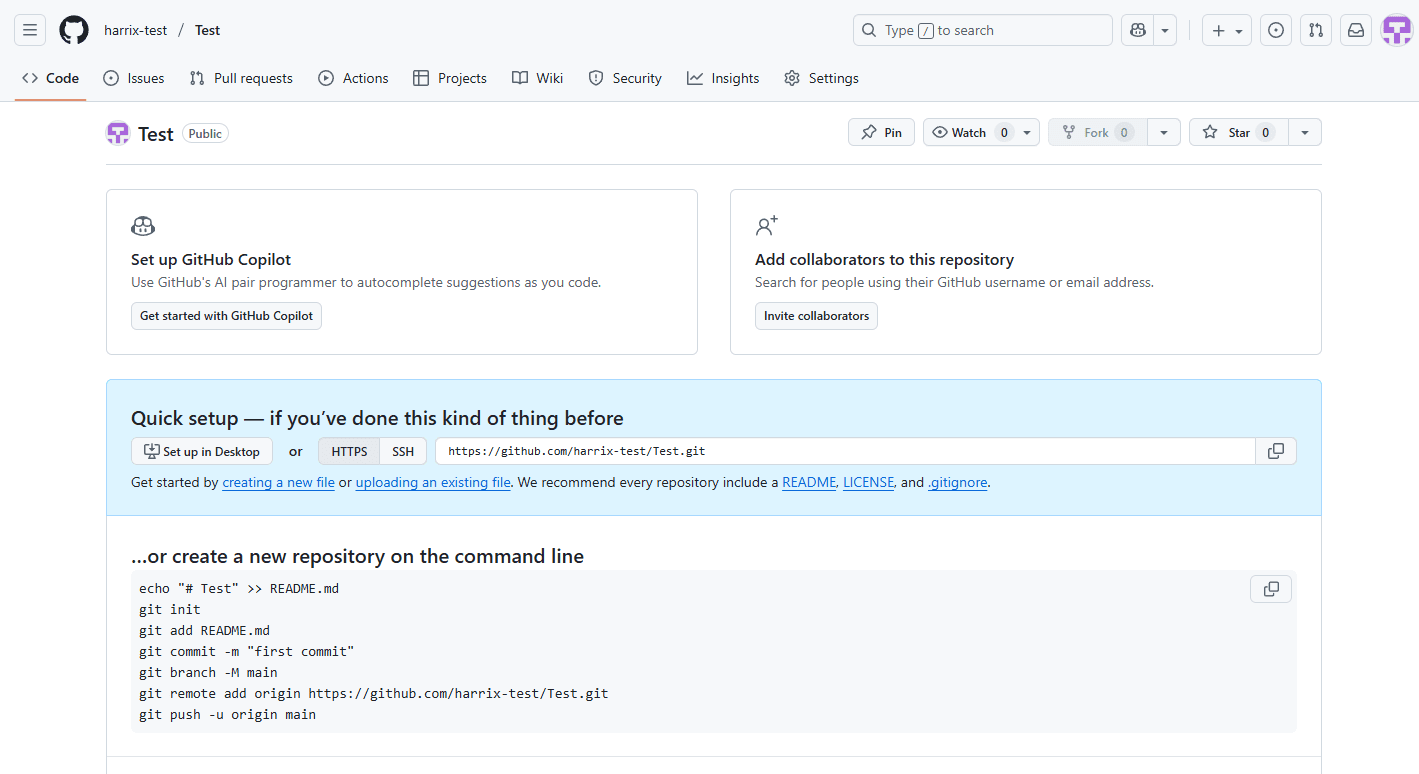 harrix-test / Test
Type / to search
Code Issues Pull requests Actions Projects Wiki Security Insights Settings
Test Public
Pin Watch 0 Fork 0 Star 0
Set up GitHub Copilot
Use GitHub's AI pair programmer to autocomplete suggestions as you code.
Get started with GitHub Copilot
Add collaborators to this repository
Search for people using their GitHub username or email address.
Invite collaborators
Quick setup — if you’ve done this kind of thing before
Set up in Desktop or HTTPS SSH https://github.com/harrix-test/Test.git
Get started by creating a new file or uploading an existing file. We recommend every repository include a README, LICENSE, and .gitignore.
…or create a new repository on the command line
echo "# Test" >> README.md
git init
git add README.md
git commit -m "first commit"
git branch -M main
git remote add origin https://github.com/harrix-test/Test.git
git push -u origin main